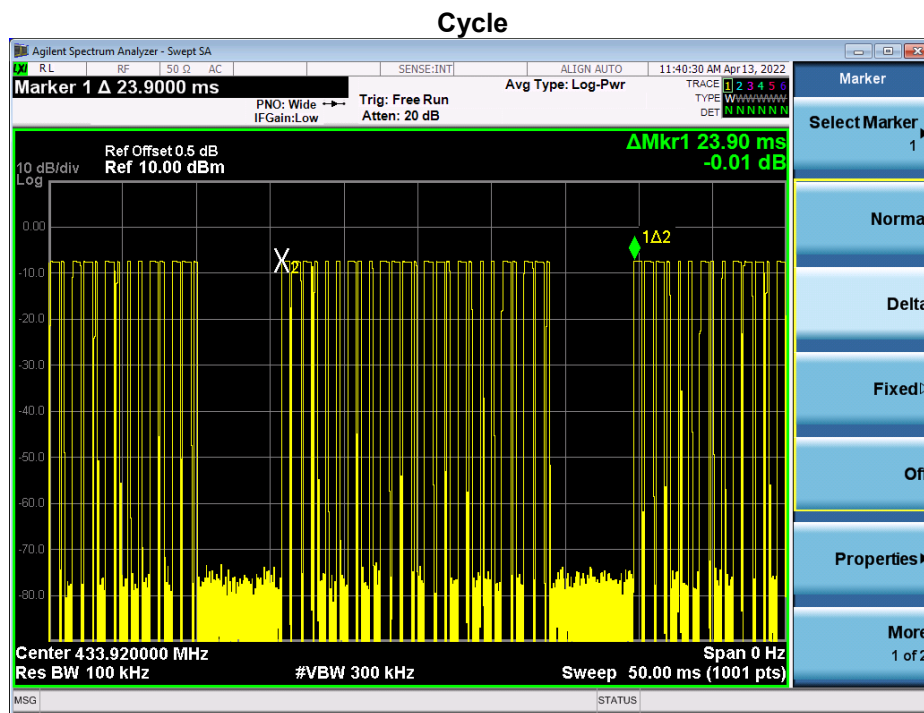 Cycle
Agilent Spectrum Analyzer - Swept SA
LXI RL RF 50 Ω AC SENSE:INT ALIGN AUTO 11:40:30 AM Apr 13, 2022
Marker 1 Δ 23.9000 ms
PNO: Wide
IFGain:Low
Trig: Free Run
Atten: 20 dB
Avg Type: Log-Pwr
TRACE 1 2 3 4 5 6
TYPE WWWWWW
DET N N N N N N
Marker
Select Marker
1
Norma
Delta
Fixed
Off
Properties
More
1 of 2
ΔMkr1 23.90 ms
-0.01 dB
Ref Offset 0.5 dB
10 dB/div Ref 10.00 dBm
Log
0.00
-10.0
-20.0
-30.0
-40.0
-50.0
-60.0
-70.0
-80.0
X2
1Δ2
Center 433.920000 MHz Span 0 Hz
Res BW 100 kHz #VBW 300 kHz Sweep 50.00 ms (1001 pts)
MSG STATUS